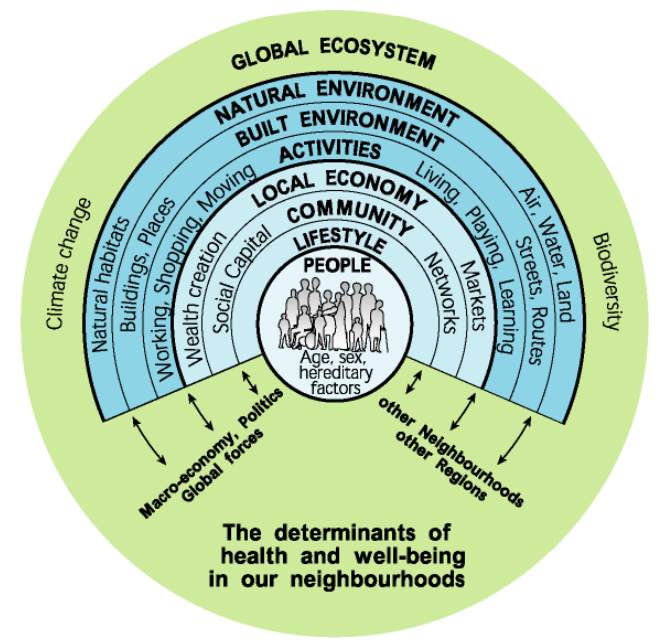 GLOBAL ECOSYSTEM
NATURAL ENVIRONMENT
BUILT ENVIRONMENT
ACTIVITIES
LOCAL ECONOMY
COMMUNITY
LIFESTYLE
PEOPLE
Age, sex,
hereditary
factors
Climate change
Natural habitats
Buildings, Places
Working, Shopping, Moving
Wealth creation
Social Capital
Networks
Markets
Living, Playing, Learning
Streets, Routes
Air, Water, Land
Biodiversity
Macro-economy, Politics
Global forces
other Neighbourhoods
other Regions
The determinants of
health and well-being
in our neighbourhoods